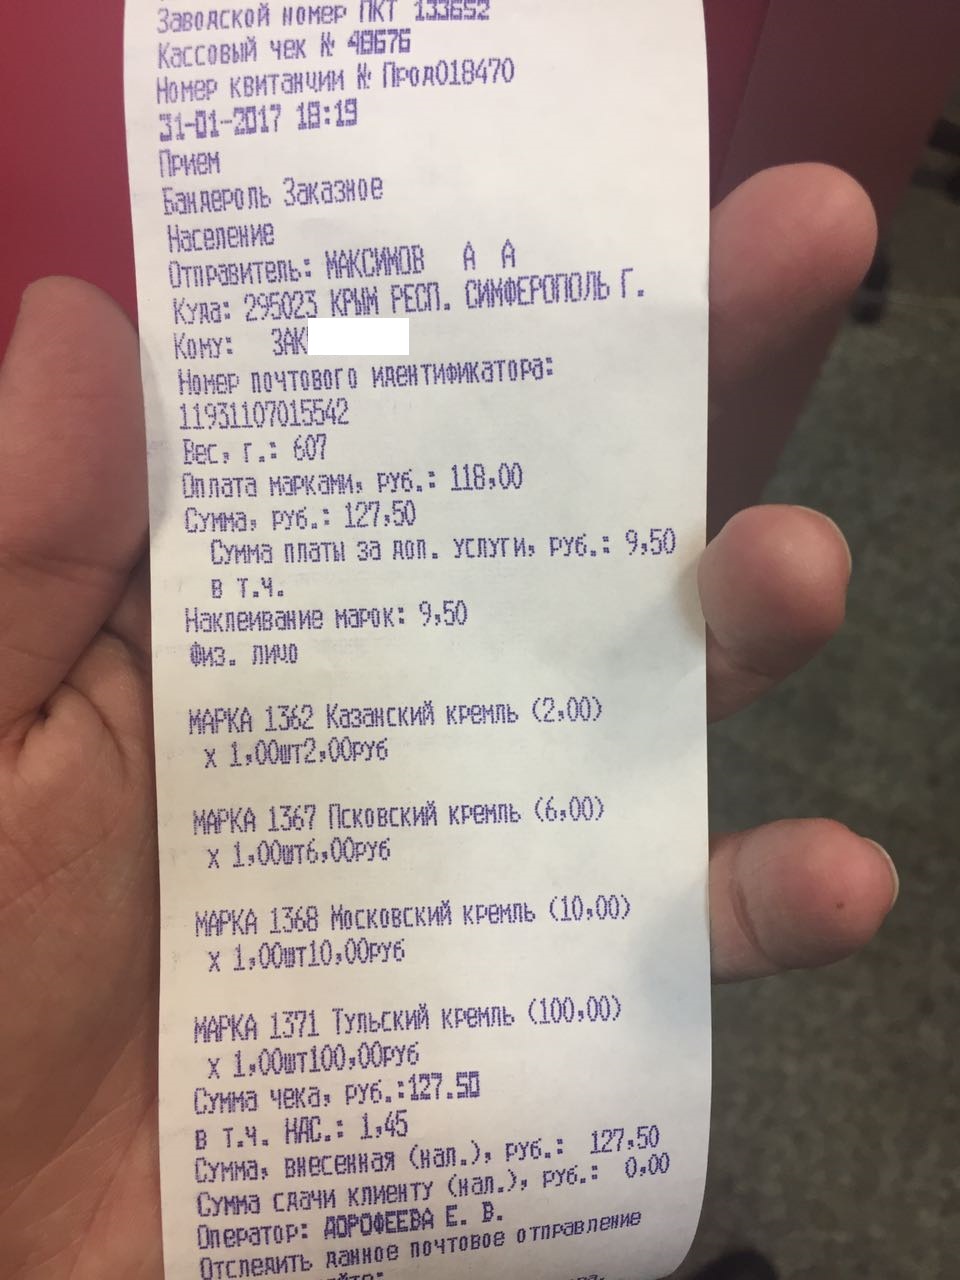 Заводской номер ПКТ 133652
Кассовый чек № 48676
Номер квитанции № Прод018470
31-01-2017 18:19
Прием
Бандероль Заказное
Население
Отправитель: МАКСИМОВ А А
Куда: 295023 КРЫМ РЕСП. СИМФЕРОПОЛЬ Г.
Кому: ЗАК
Номер почтового идентификатора:
11931107015542
Вес, г.: 607
Оплата марками, руб.: 118,00
Сумма, руб.: 127,50
Сумма платы за доп. услуги, руб.: 9,50
в т.ч.
Наклеивание марок: 9,50
Физ. лицо
МАРКА 1362 Казанский кремль (2,00)
х 1,00шт2,00руб
МАРКА 1367 Псковский кремль (6,00)
х 1,00шт6,00руб
МАРКА 1368 Московский кремль (10,00)
х 1,00шт10,00руб
МАРКА 1371 Тульский кремль (100,00)
х 1,00шт100,00руб
Сумма чека, руб.:127.50
в т.ч. НДС.: 1,45
Сумма, внесенная (нал.), руб.: 127,50
Сумма сдачи клиенту (нал.), руб.: 0,00
Оператор: ДОРОФЕЕВА Е. В.
Отследить данное почтовое отправление